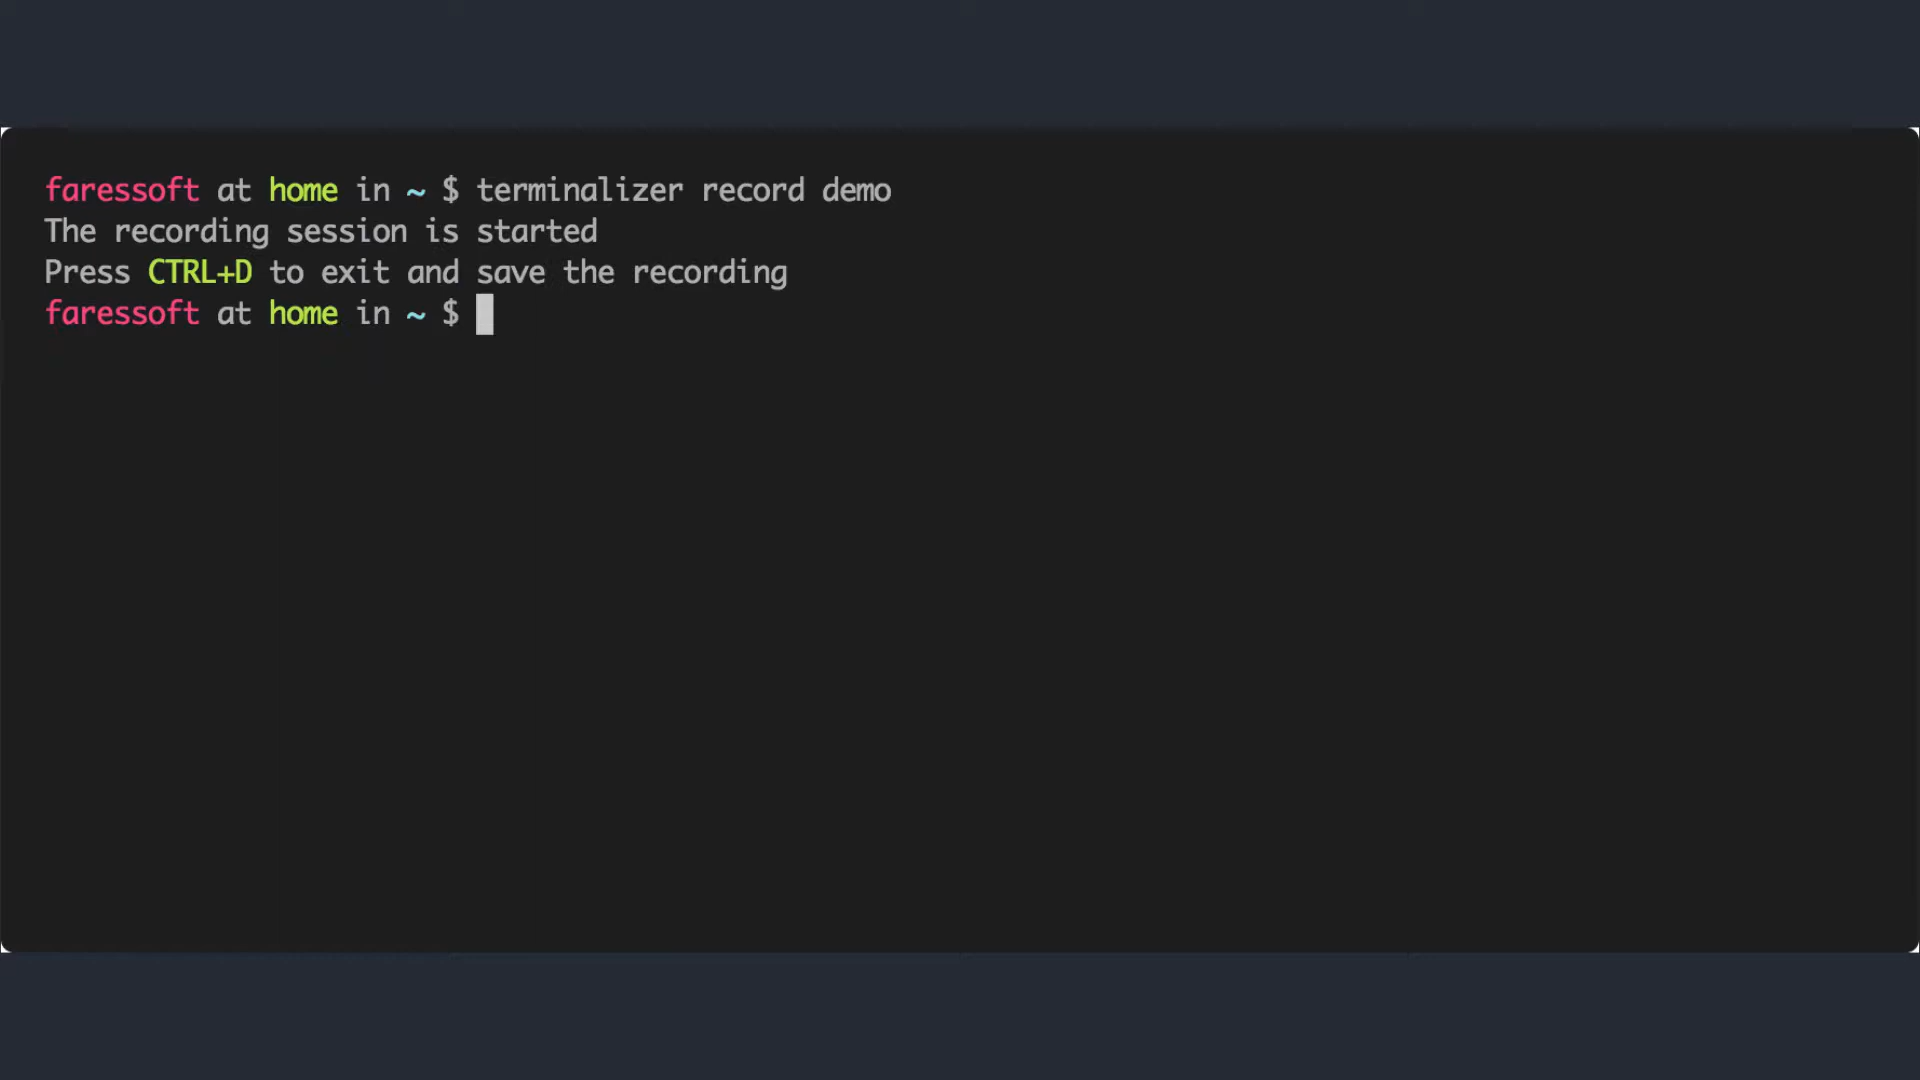 faressoft at home in ~ $ terminalizer record demo
The recording session is started
Press CTRL+D to exit and save the recording
faressoft at home in ~ $